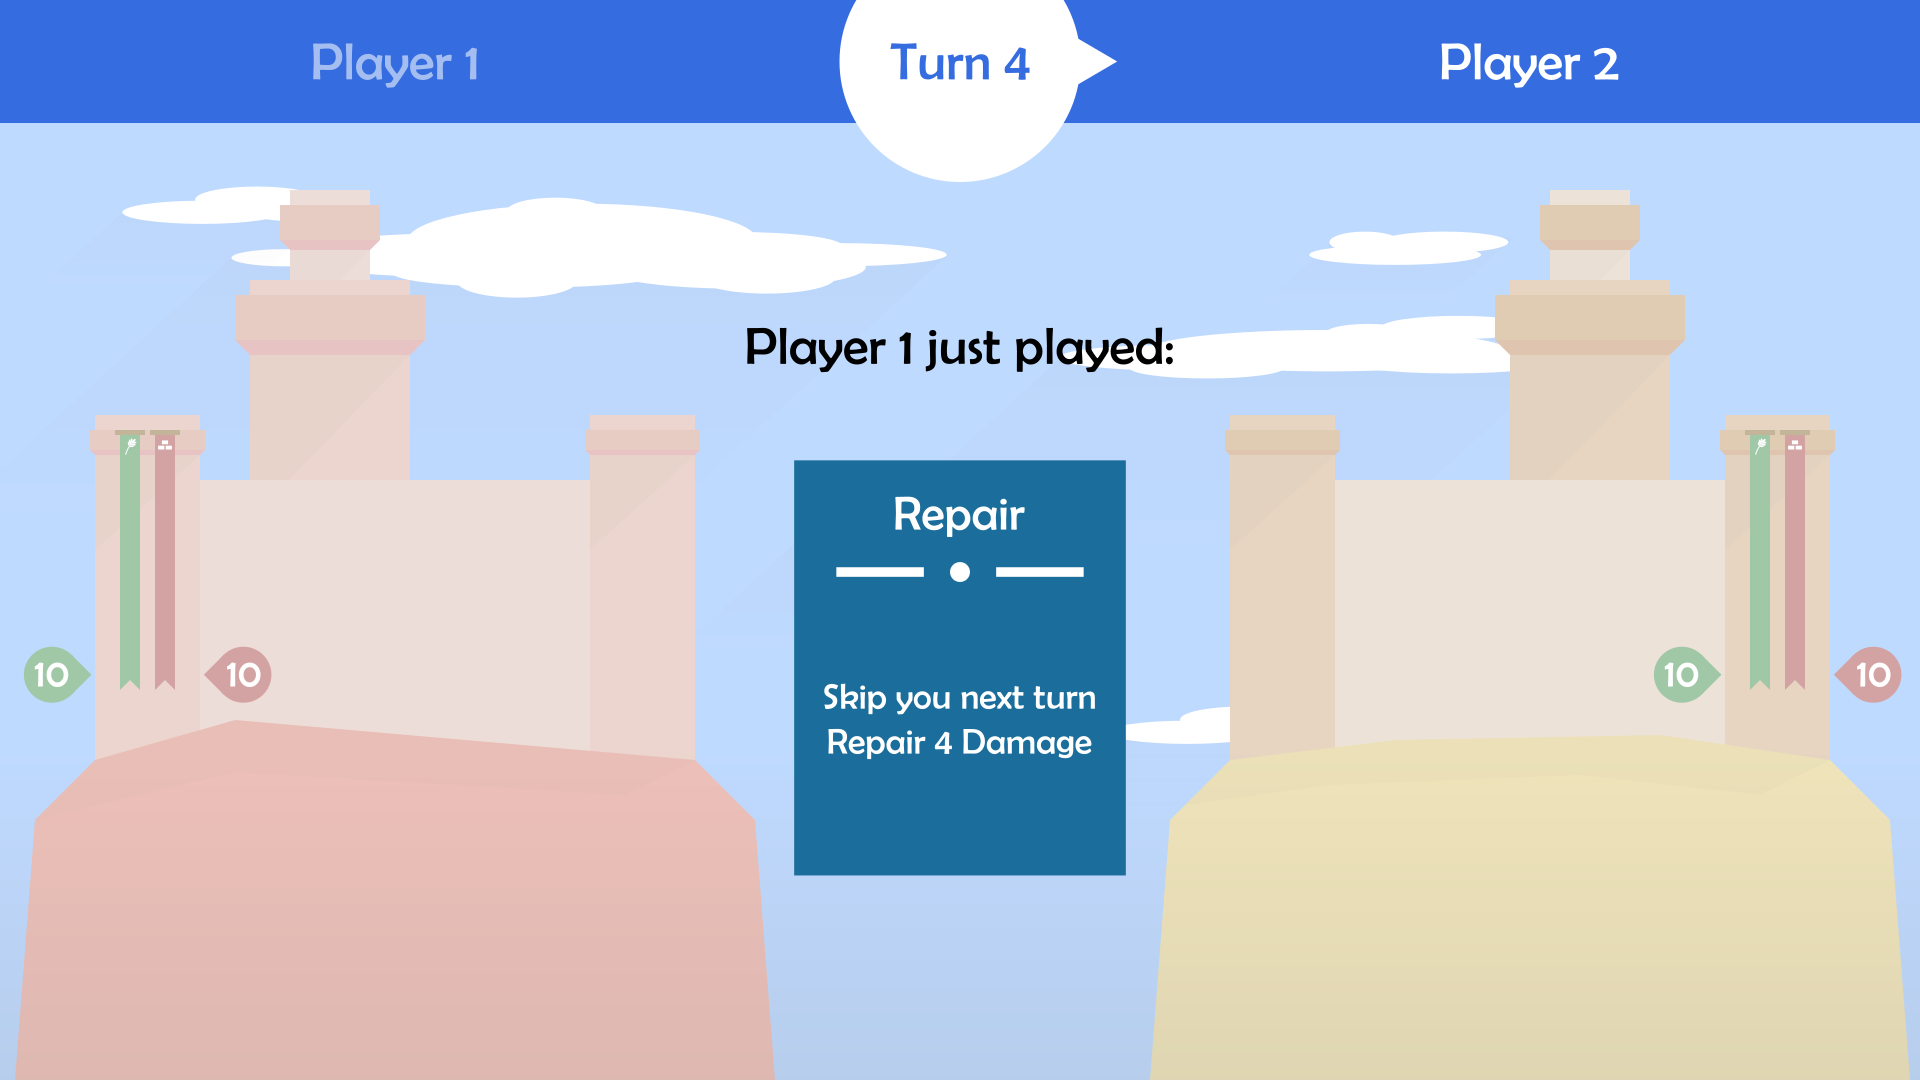 Player 1
Turn 4
Player 2
Player 1 just played:
Repair
Skip you next turn
Repair 4 Damage
10
10
10
10